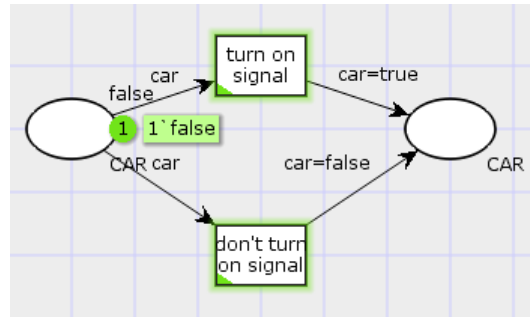 turn on
signal
car
car=true
false
1
1`false
CAR
car
car=false
CAR
don't turn
on signal